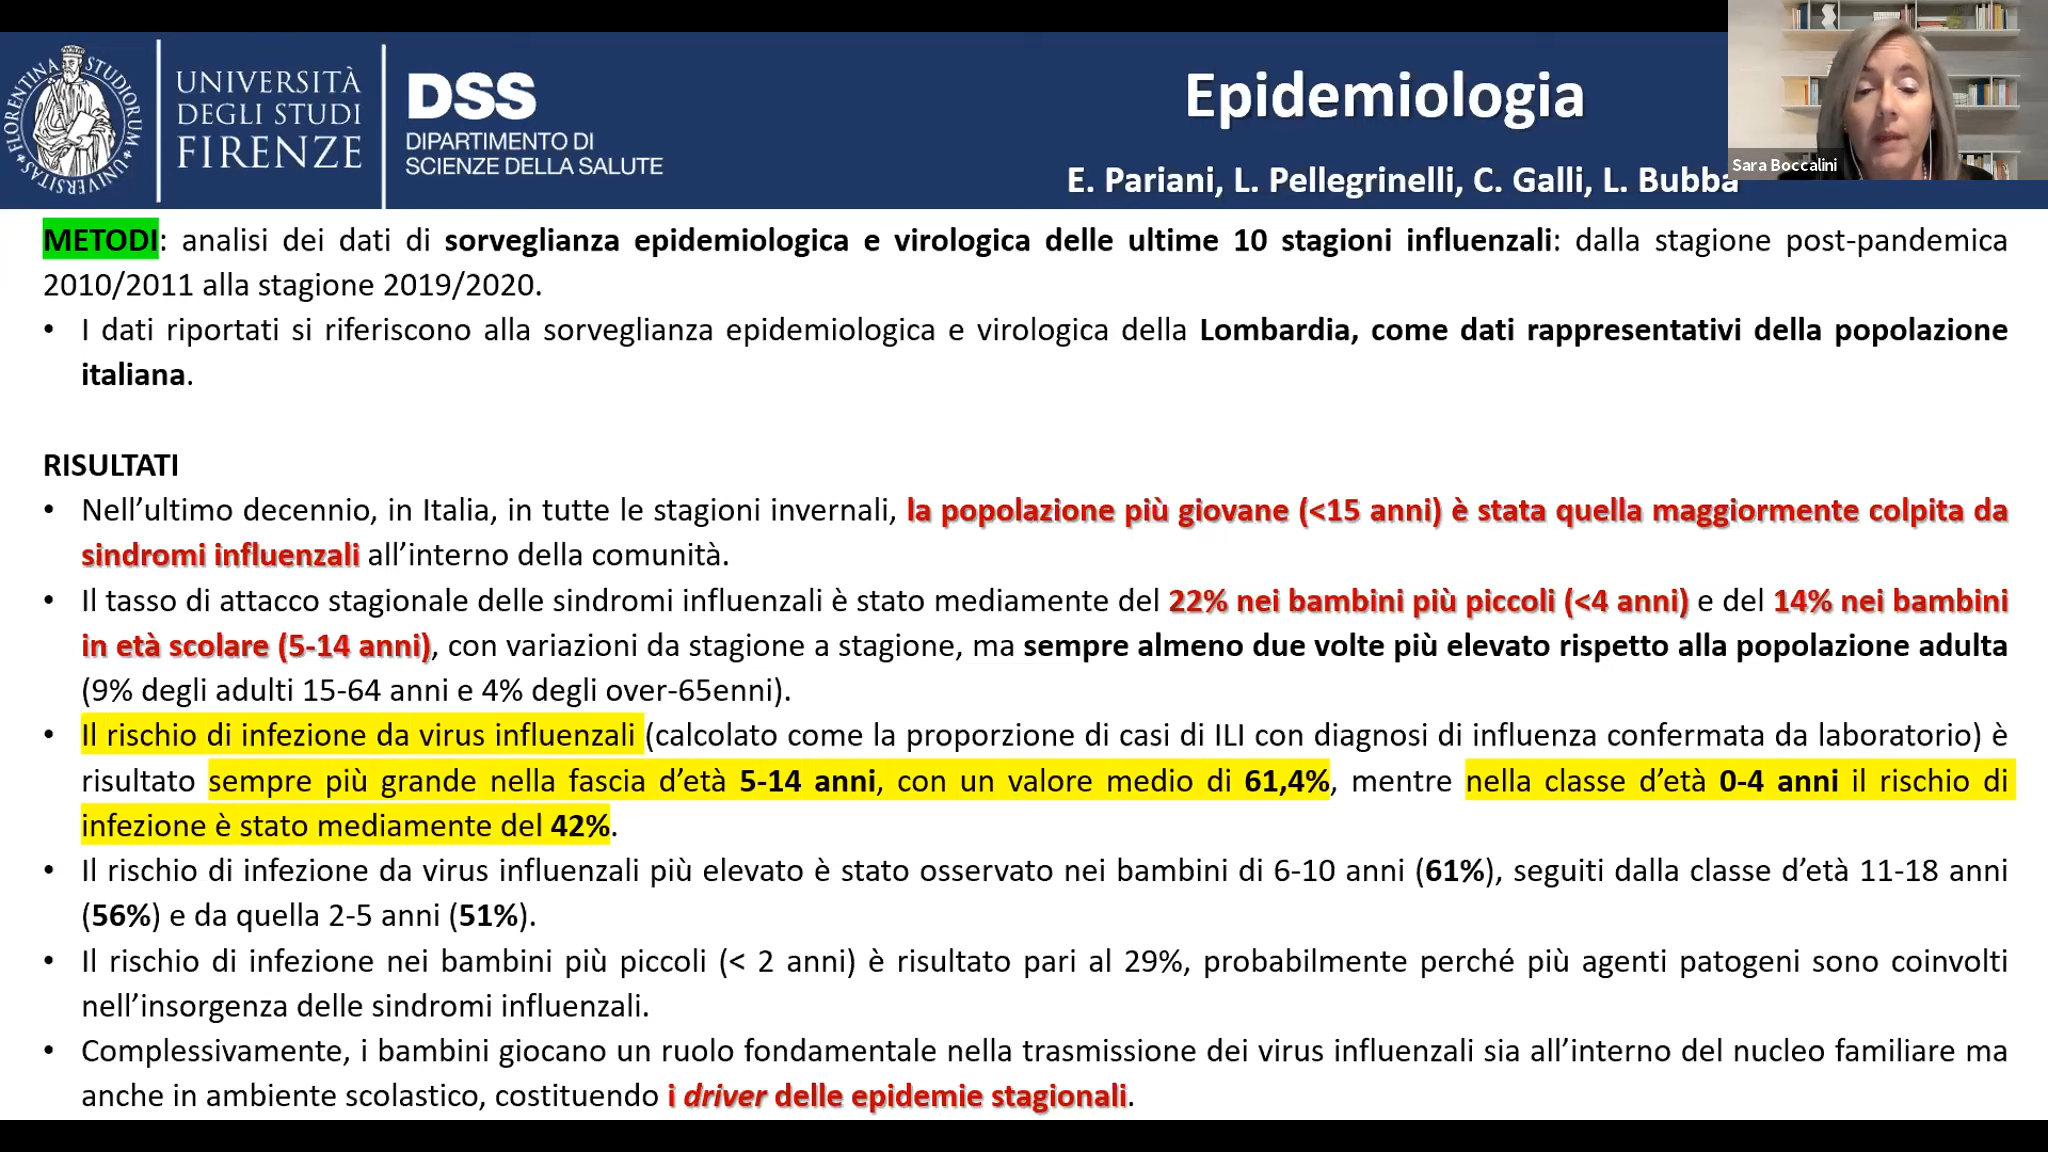 FLORENTINA STUDIORUM UNIVERSITAS
UNIVERSITÀ
DEGLI STUDI
FIRENZE
DSS
DIPARTIMENTO DI
SCIENZE DELLA SALUTE
Epidemiologia
E. Pariani, L. Pellegrinelli, C. Galli, L. Bubba
Sara Boccalini
METODI: analisi dei dati di sorveglianza epidemiologica e virologica delle ultime 10 stagioni influenzali: dalla stagione post-pandemica
2010/2011 alla stagione 2019/2020.
• I dati riportati si riferiscono alla sorveglianza epidemiologica e virologica della Lombardia, come dati rappresentativi della popolazione
italiana.
RISULTATI
• Nell’ultimo decennio, in Italia, in tutte le stagioni invernali, la popolazione più giovane (<15 anni) è stata quella maggiormente colpita da
sindromi influenzali all’interno della comunità.
• Il tasso di attacco stagionale delle sindromi influenzali è stato mediamente del 22% nei bambini più piccoli (<4 anni) e del 14% nei bambini
in età scolare (5-14 anni), con variazioni da stagione a stagione, ma sempre almeno due volte più elevato rispetto alla popolazione adulta
(9% degli adulti 15-64 anni e 4% degli over-65enni).
• Il rischio di infezione da virus influenzali (calcolato come la proporzione di casi di ILI con diagnosi di influenza confermata da laboratorio) è
risultato sempre più grande nella fascia d’età 5-14 anni, con un valore medio di 61,4%, mentre nella classe d’età 0-4 anni il rischio di
infezione è stato mediamente del 42%.
• Il rischio di infezione da virus influenzali più elevato è stato osservato nei bambini di 6-10 anni (61%), seguiti dalla classe d’età 11-18 anni
(56%) e da quella 2-5 anni (51%).
• Il rischio di infezione nei bambini più piccoli (< 2 anni) è risultato pari al 29%, probabilmente perché più agenti patogeni sono coinvolti
nell’insorgenza delle sindromi influenzali.
• Complessivamente, i bambini giocano un ruolo fondamentale nella trasmissione dei virus influenzali sia all’interno del nucleo familiare ma
anche in ambiente scolastico, costituendo i driver delle epidemie stagionali.